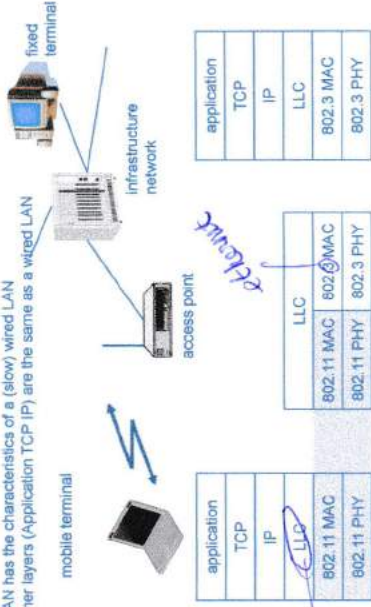 AN has the characteristics of a (slow) wired LAN
her layers (Application TCP IP) are the same as a wired LAN
mobile terminal
access point
infrastructure
network
fixed
terminal
ethernet
application
TCP
IP
LLC
802.11 MAC
802.11 PHY
LLC
802.11 MAC
802.3 MAC
802.11 PHY
802.3 PHY
application
TCP
IP
LLC
802.3 MAC
802.3 PHY